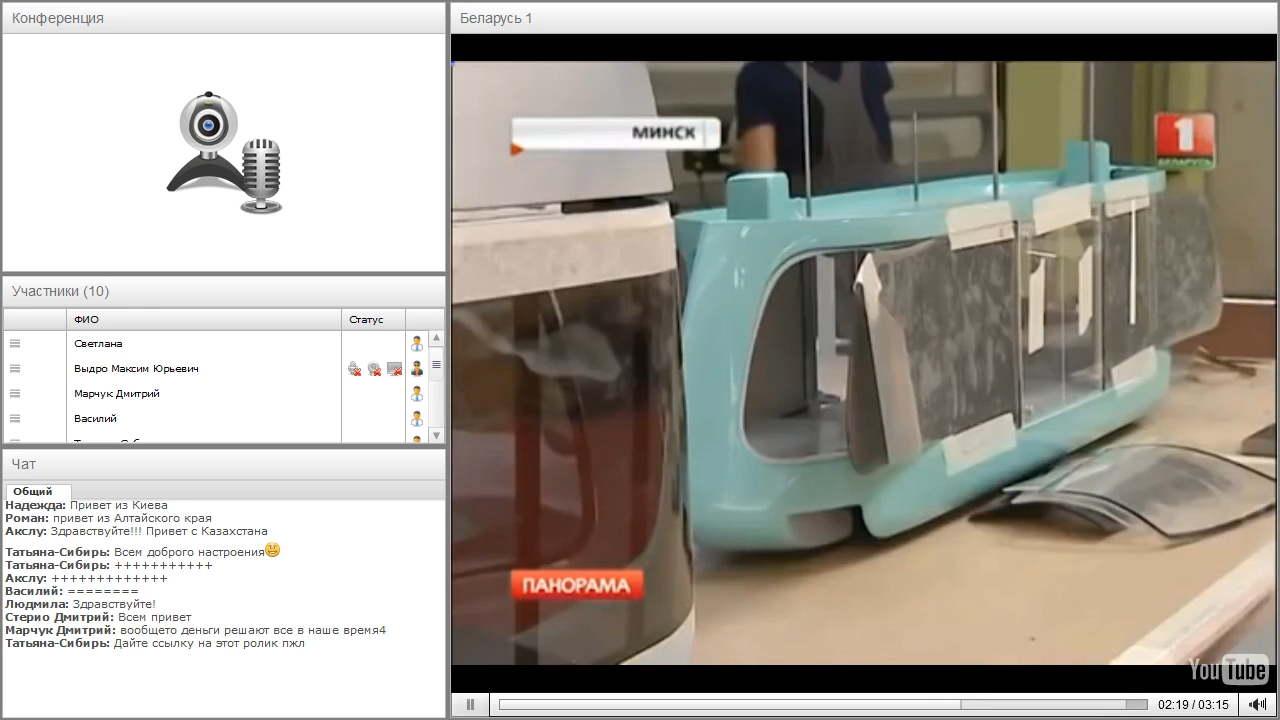 Конференция
Участники (10)
ФИО Статус
Светлана
Выдро Максим Юрьевич
Марчук Дмитрий
Василий
Чат
Общий
Надежда: Привет из Киева
Роман: привет из Алтайского края
Акслу: Здравствуйте!!! Привет с Казахстана
Татьяна-Сибирь: Всем доброго настроения
Татьяна-Сибирь: +++++++++++
Акслу: +++++++++++++
Василий: ========
Людмила: Здравствуйте!
Стерио Дмитрий: Всем привет
Марчук Дмитрий: вообщето деньги решают все в наше время4
Татьяна-Сибирь: Дайте ссылку на этот ролик пжл
Беларусь 1
МИНСК
1
БЕЛАРУСЬ
ПАНОРАМА
YouTube
02:19 / 03:15